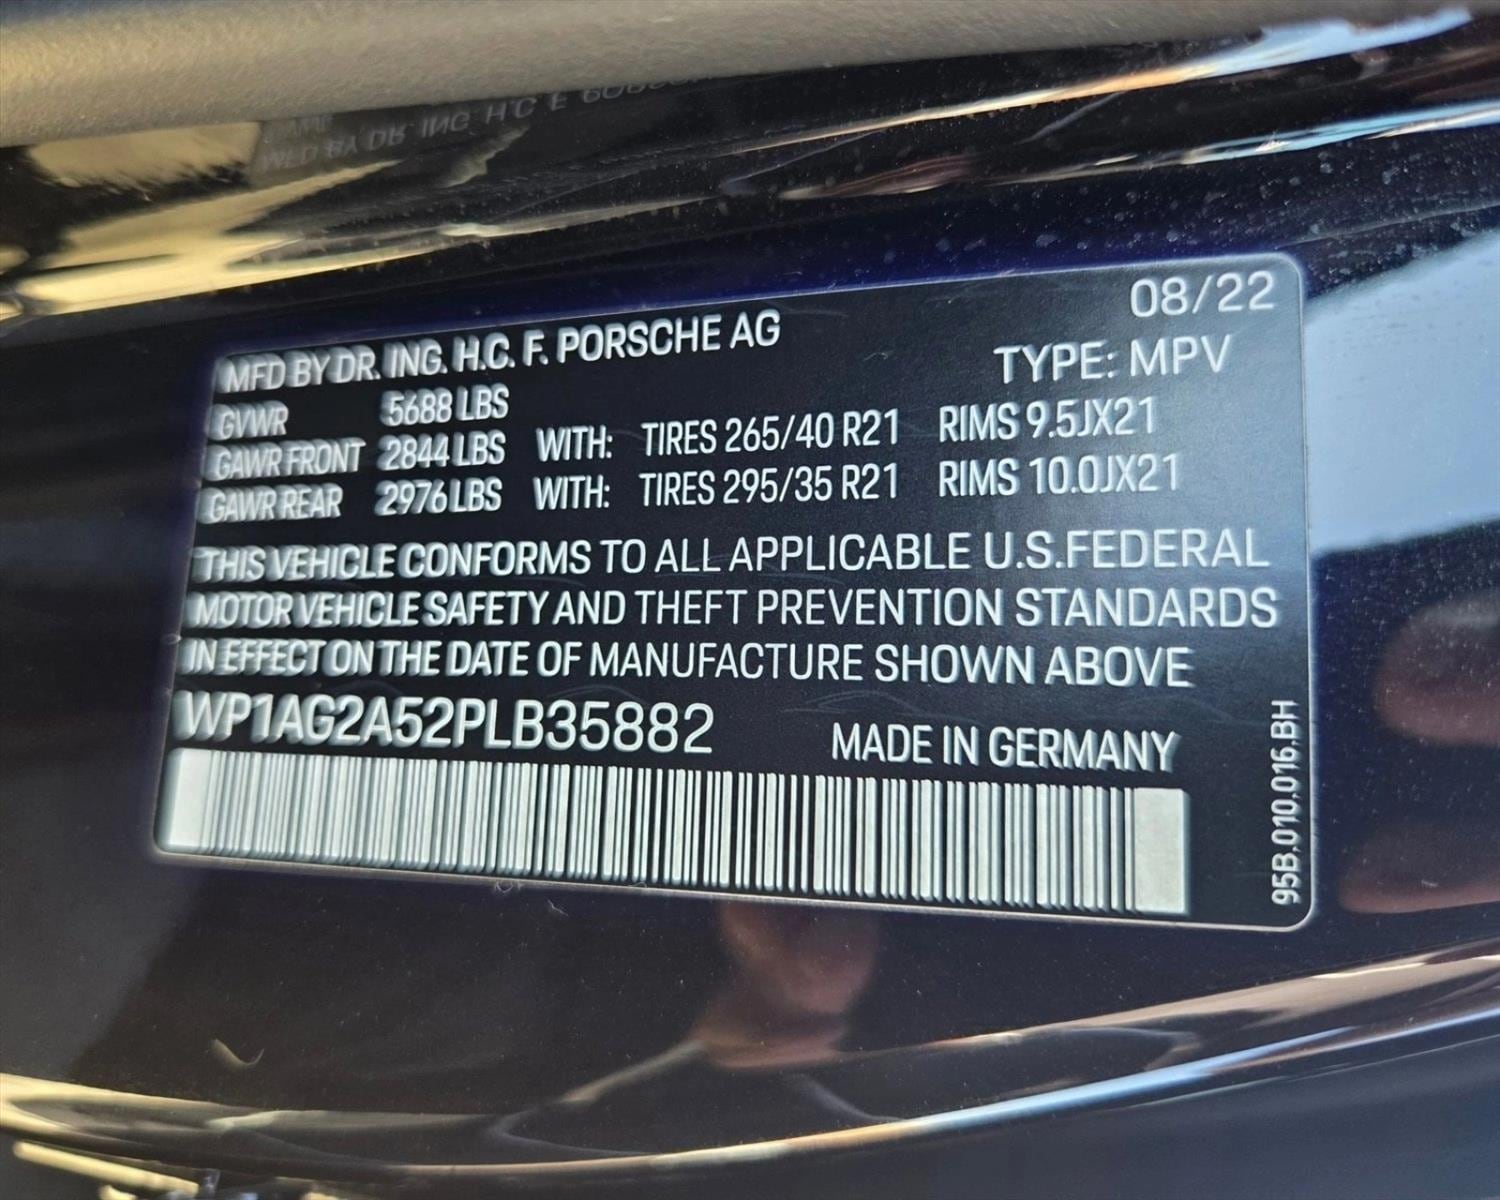 08/22
MFD BY DR. ING. H.C. F. PORSCHE AG
TYPE: MPV
GVWR 5688 LBS
GAWR FRONT 2844 LBS WITH: TIRES 265/40 R21 RIMS 9.5JX21
GAWR REAR 2976 LBS WITH: TIRES 295/35 R21 RIMS 10.0JX21
THIS VEHICLE CONFORMS TO ALL APPLICABLE U.S.FEDERAL
MOTOR VEHICLE SAFETY AND THEFT PREVENTION STANDARDS
IN EFFECT ON THE DATE OF MANUFACTURE SHOWN ABOVE
WP1AG2A52PLB35882
MADE IN GERMANY
95B.010.016.BH